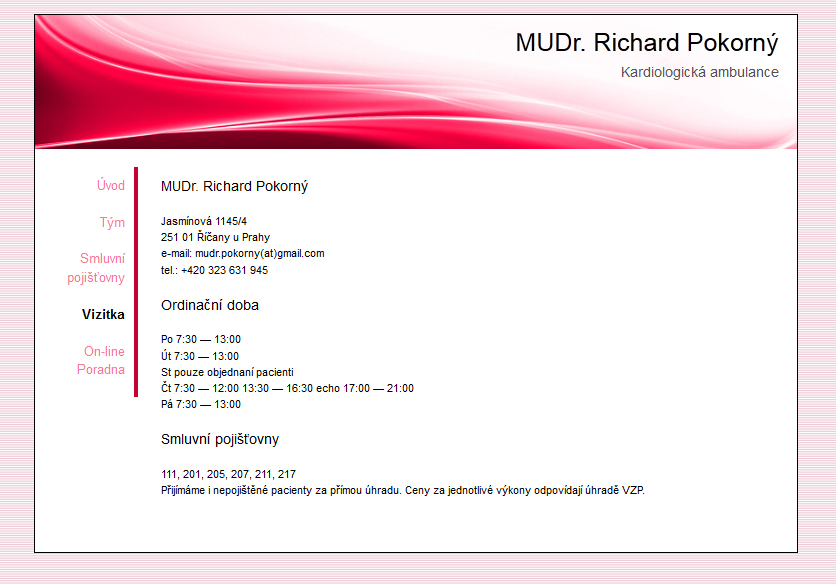 MUDr. Richard Pokorný
Kardiologická ambulance
Úvod
Tým
Smluvní
pojišťovny
Vizitka
On-line
Poradna
MUDr. Richard Pokorný
Jasmínová 1145/4
251 01 Říčany u Prahy
e-mail: mudr.pokorny(at)gmail.com
tel.: +420 323 631 945
Ordinační doba
Po 7:30 — 13:00
Út 7:30 — 13:00
St pouze objednaní pacienti
Čt 7:30 — 12:00 13:30 — 16:30 echo 17:00 — 21:00
Pá 7:30 — 13:00
Smluvní pojišťovny
111, 201, 205, 207, 211, 217
Přijímáme i nepojištěné pacienty za přímou úhradu. Ceny za jednotlivé výkony odpovídají úhradě VZP.